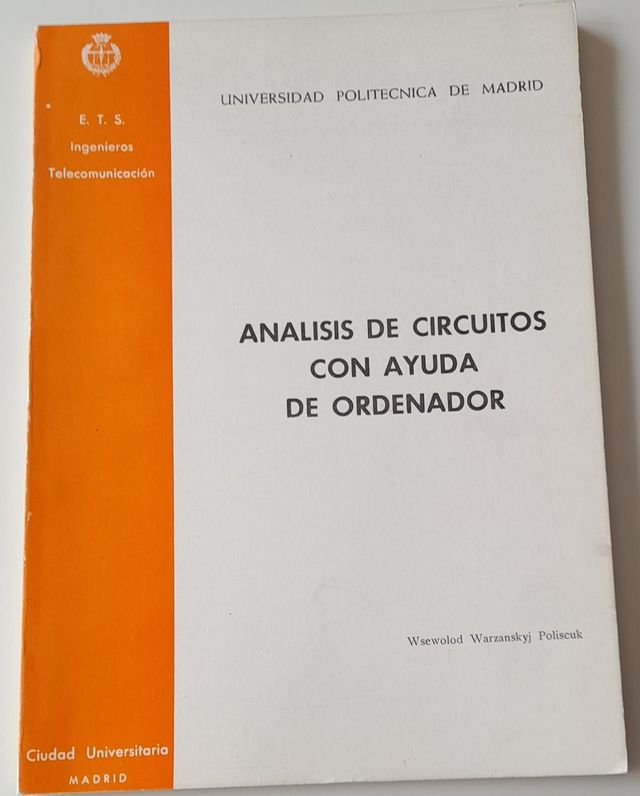 E. T. S.
Ingenieros
Telecomunicación
UNIVERSIDAD POLITECNICA DE MADRID
ANALISIS DE CIRCUITOS
CON AYUDA
DE ORDENADOR
Wsewolod Warzanskyj Poliscuk
Ciudad Universitaria
MADRID